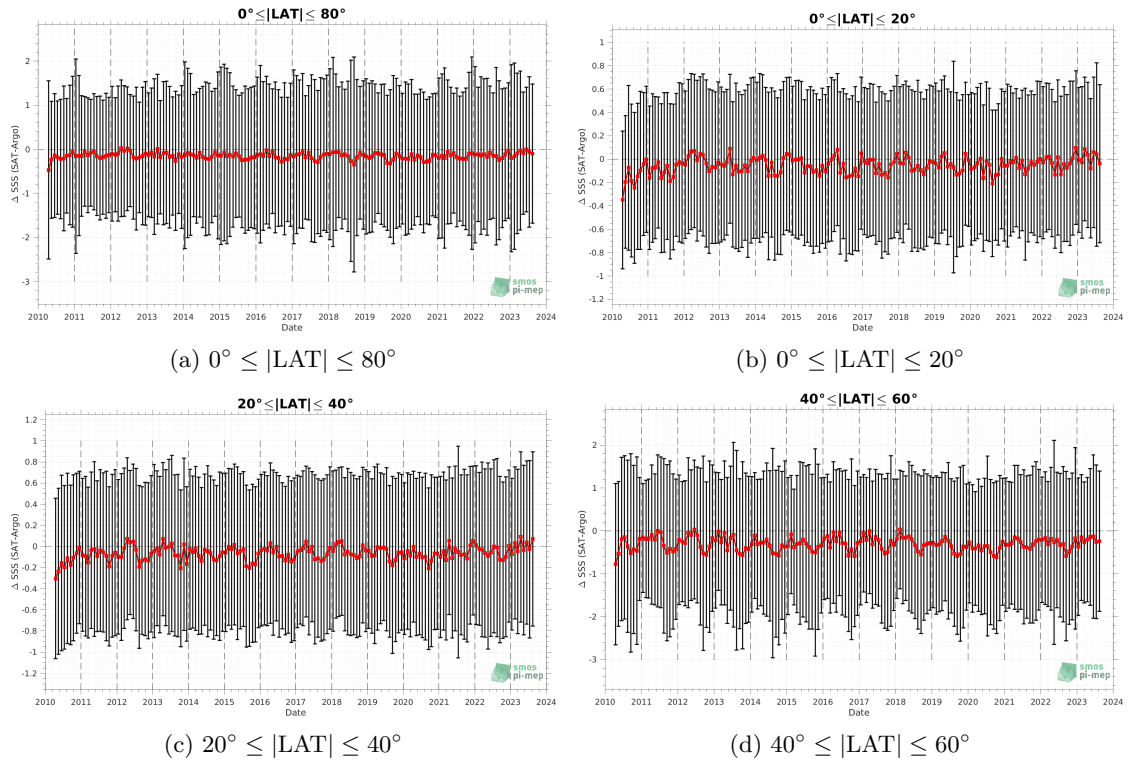 0°≤|LAT|≤ 80°
Δ SSS (SAT-Argo)
2
1
0
-1
-2
-3
2010 2011 2012 2013 2014 2015 2016 2017 2018 2019 2020 2021 2022 2023 2024
Date
smos
pi-mep
(a) 0° ≤ |LAT| ≤ 80°
0°≤|LAT|≤ 20°
Δ SSS (SAT-Argo)
1
0.8
0.6
0.4
0.2
0
-0.2
-0.4
-0.6
-0.8
-1
-1.2
2010 2011 2012 2013 2014 2015 2016 2017 2018 2019 2020 2021 2022 2023 2024
Date
smos
pi-mep
(b) 0° ≤ |LAT| ≤ 20°
20°≤|LAT|≤ 40°
Δ SSS (SAT-Argo)
1.2
1
0.8
0.6
0.4
0.2
0
-0.2
-0.4
-0.6
-0.8
-1
-1.2
2010 2011 2012 2013 2014 2015 2016 2017 2018 2019 2020 2021 2022 2023 2024
Date
smos
pi-mep
(c) 20° ≤ |LAT| ≤ 40°
40°≤|LAT|≤ 60°
Δ SSS (SAT-Argo)
2
1
0
-1
-2
-3
2010 2011 2012 2013 2014 2015 2016 2017 2018 2019 2020 2021 2022 2023 2024
Date
smos
pi-mep
(d) 40° ≤ |LAT| ≤ 60°